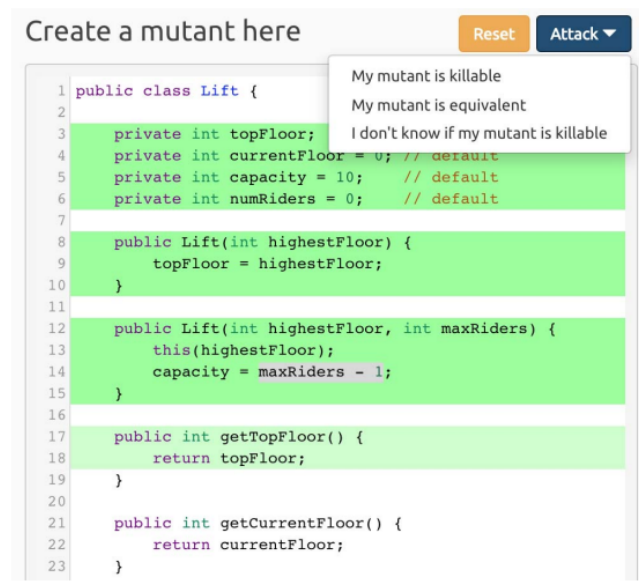 Create a mutant here
Reset
Attack ▼
My mutant is killable
My mutant is equivalent
I don't know if my mutant is killable
1 public class Lift {
2
3     private int topFloor;
4     private int currentFloor = 0; // default
5     private int capacity = 10;    // default
6     private int numRiders = 0;    // default
7
8     public Lift(int highestFloor) {
9         topFloor = highestFloor;
10     }
11
12     public Lift(int highestFloor, int maxRiders) {
13         this(highestFloor);
14         capacity = maxRiders - 1;
15     }
16
17     public int getTopFloor() {
18         return topFloor;
19     }
20
21     public int getCurrentFloor() {
22         return currentFloor;
23     }